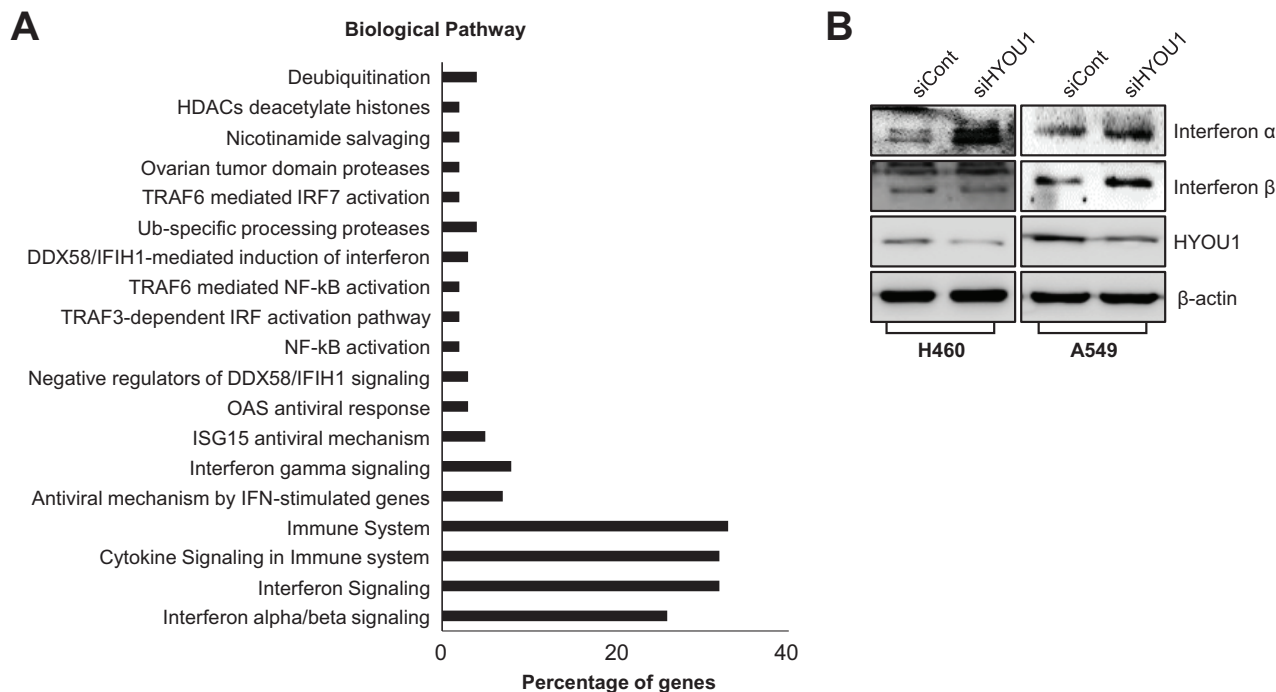 A
Biological Pathway
Deubiquitination
HDACs deacetylate histones
Nicotinamide salvaging
Ovarian tumor domain proteases
TRAF6 mediated IRF7 activation
Ub-specific processing proteases
DDX58/IFIH1-mediated induction of interferon
TRAF6 mediated NF-kB activation
TRAF3-dependent IRF activation pathway
NF-kB activation
Negative regulators of DDX58/IFIH1 signaling
OAS antiviral response
ISG15 antiviral mechanism
Interferon gamma signaling
Antiviral mechanism by IFN-stimulated genes
Immune System
Cytokine Signaling in Immune system
Interferon Signaling
Interferon alpha/beta signaling
0 20 40
Percentage of genes
B
siCont siHYOU1 siCont siHYOU1
Interferon α
Interferon β
HYOU1
β-actin
H460 A549